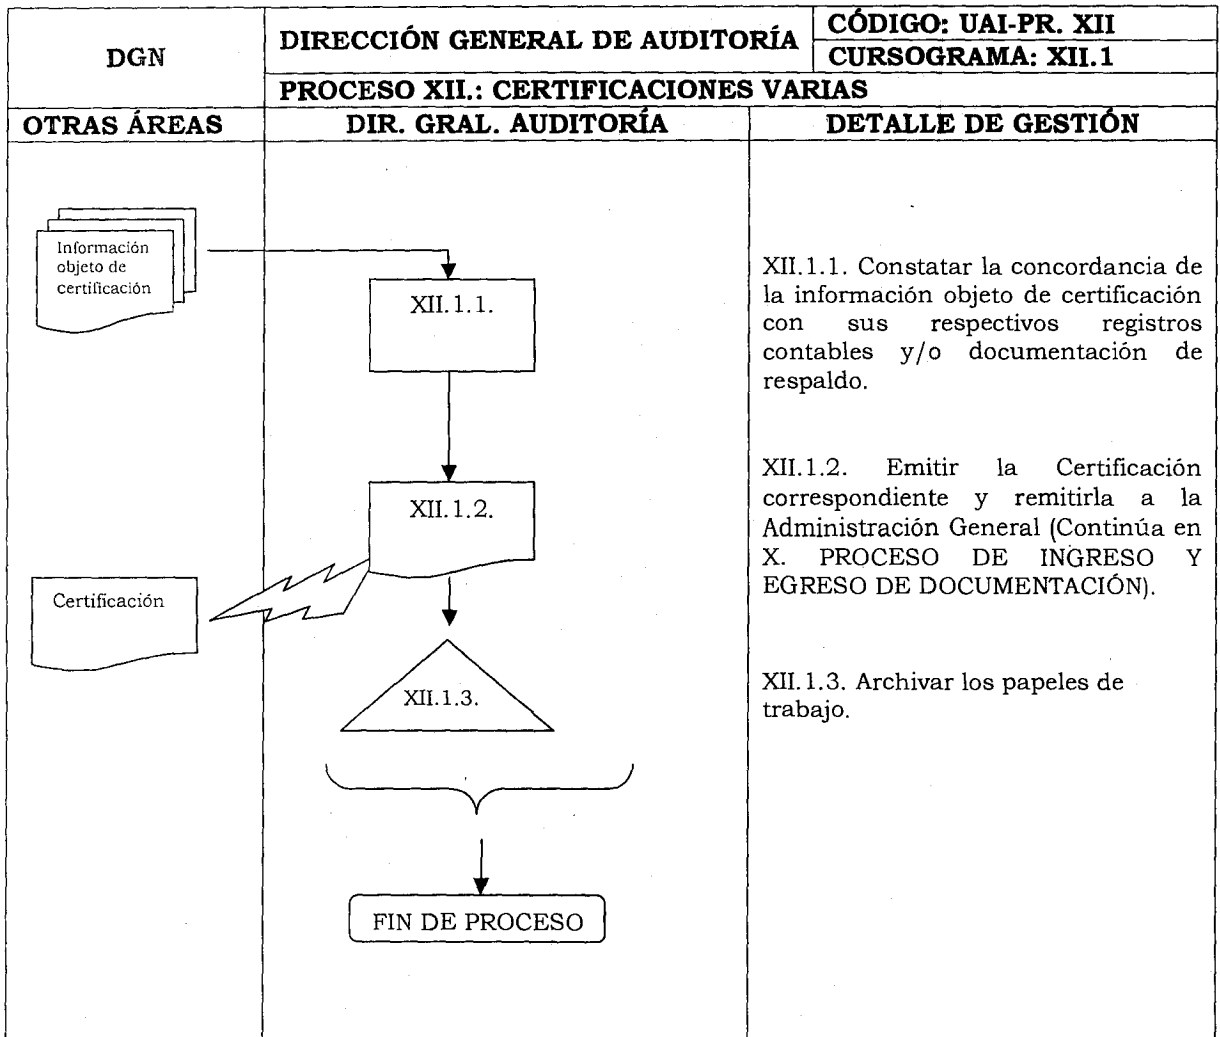 DGN
DIRECCIÓN GENERAL DE AUDITORÍA
CÓDIGO: UAI-PR. XII
CURSOGRAMA: XII.1
PROCESO XII.: CERTIFICACIONES VARIAS
OTRAS ÁREAS
DIR. GRAL. AUDITORÍA
DETALLE DE GESTIÓN
Información
objeto de
certificación
XII.1.1.
XII.1.1. Constatar la concordancia de
la información objeto de certificación
con sus respectivos registros
contables y/o documentación de
respaldo.
XII.1.2.
XII.1.2. Emitir la Certificación
correspondiente y remitirla a la
Administración General (Continúa en
X. PROCESO DE INGRESO Y
EGRESO DE DOCUMENTACIÓN).
Certificación
XII.1.3.
XII.1.3. Archivar los papeles de
trabajo.
FIN DE PROCESO